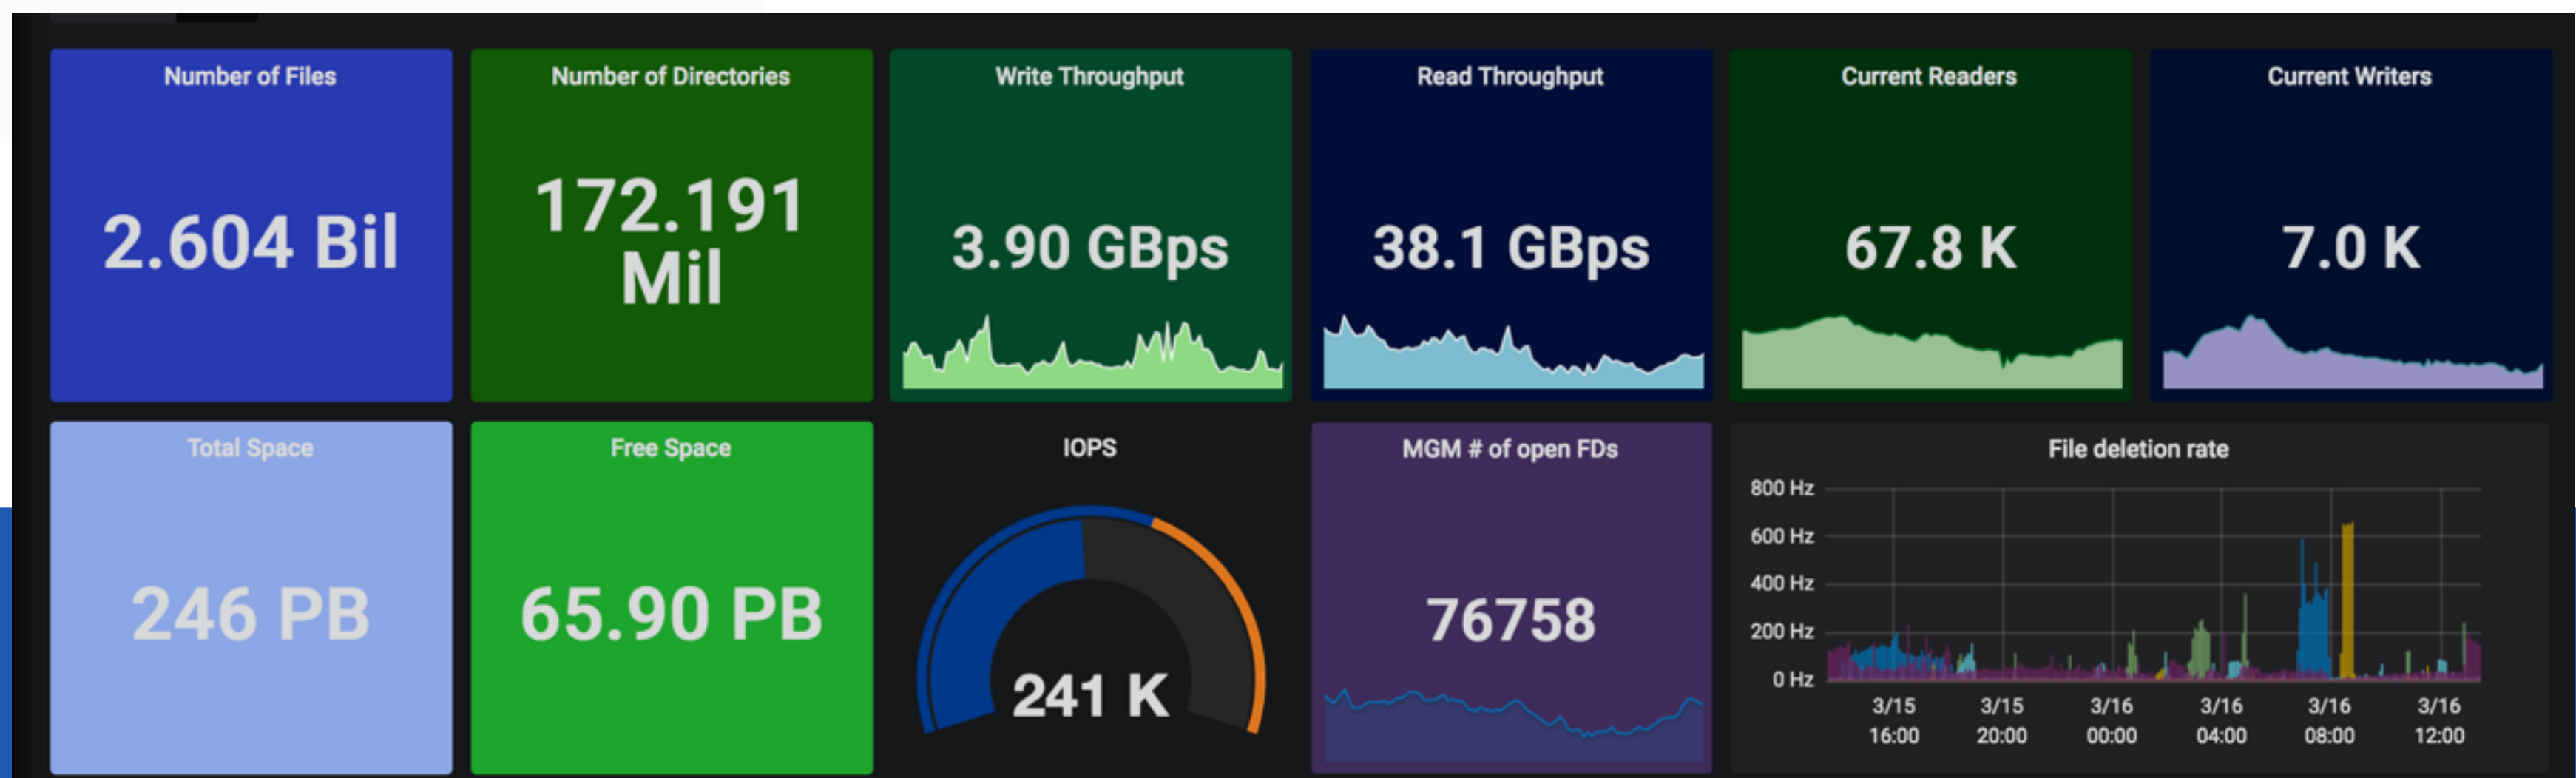 Number of Files
2.604 Bil
Number of Directories
172.191
Mil
Write Throughput
3.90 GBps
Read Throughput
38.1 GBps
Current Readers
67.8 K
Current Writers
7.0 K
Total Space
246 PB
Free Space
65.90 PB
IOPS
241 K
MGM # of open FDs
76758
File deletion rate
800 Hz
600 Hz
400 Hz
200 Hz
0 Hz
3/15 3/15 3/16 3/16 3/16 3/16
16:00 20:00 00:00 04:00 08:00 12:00